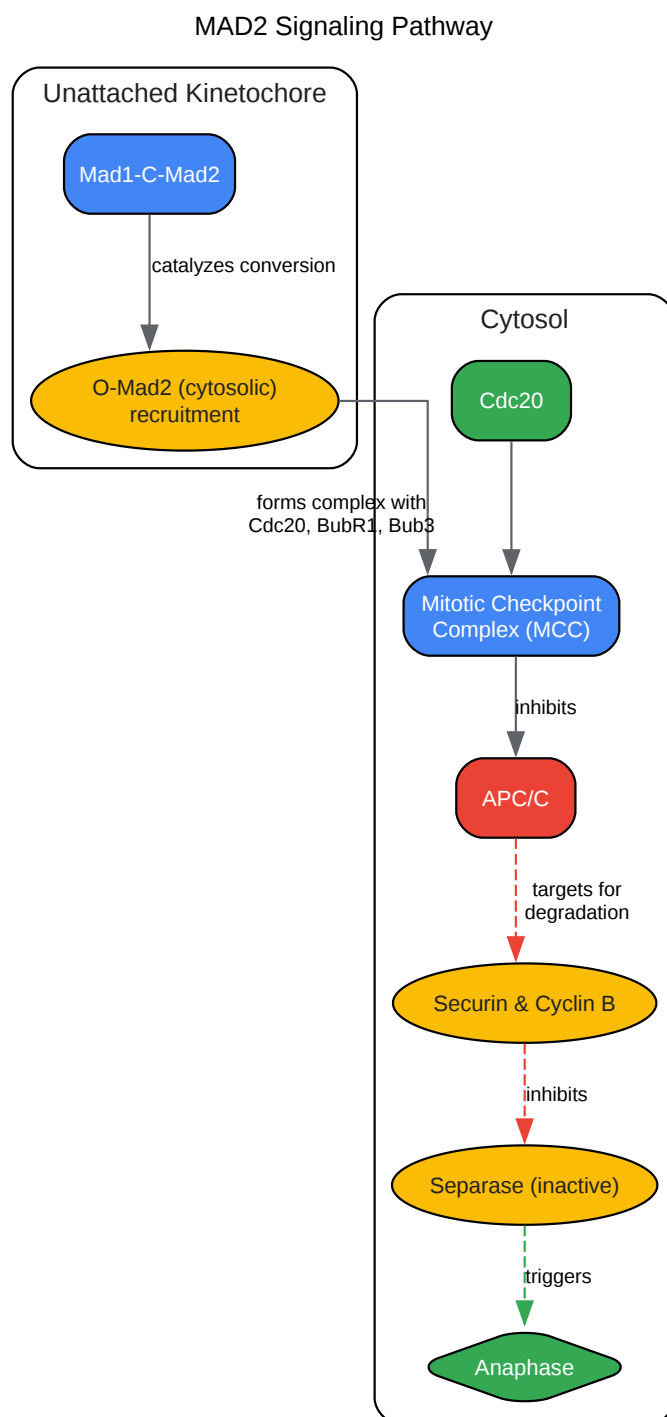 MAD2 Signaling Pathway
Unattached Kinetochore
Mad1-C-Mad2
catalyzes conversion
O-Mad2 (cytosolic)
recruitment
Cytosol
Cdc20
forms complex with
Cdc20, BubR1, Bub3
Mitotic Checkpoint
Complex (MCC)
inhibits
APC/C
targets for
degradation
Securin & Cyclin B
inhibits
Separase (inactive)
triggers
Anaphase